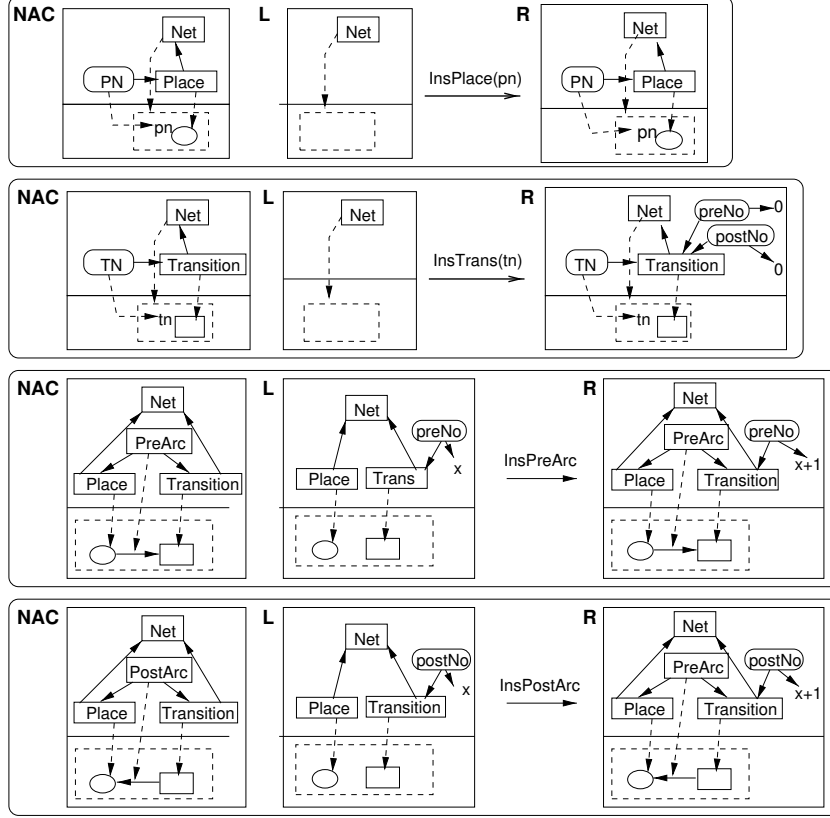 NAC L R
Net Net Net
PN Place InsPlace(pn) PN Place
pn pn
NAC L R
Net Net Net preNo 0
postNo
TN Transition InsTrans(tn) TN Transition 0
tn tn
NAC L R
Net Net Net
PreArc preNo PreArc preNo
Place Transition Place Trans x InsPreArc Place Transition x+1
NAC L R
Net Net Net
PostArc postNo PreArc postNo
Place Transition Place Transition x InsPostArc Place Transition x+1